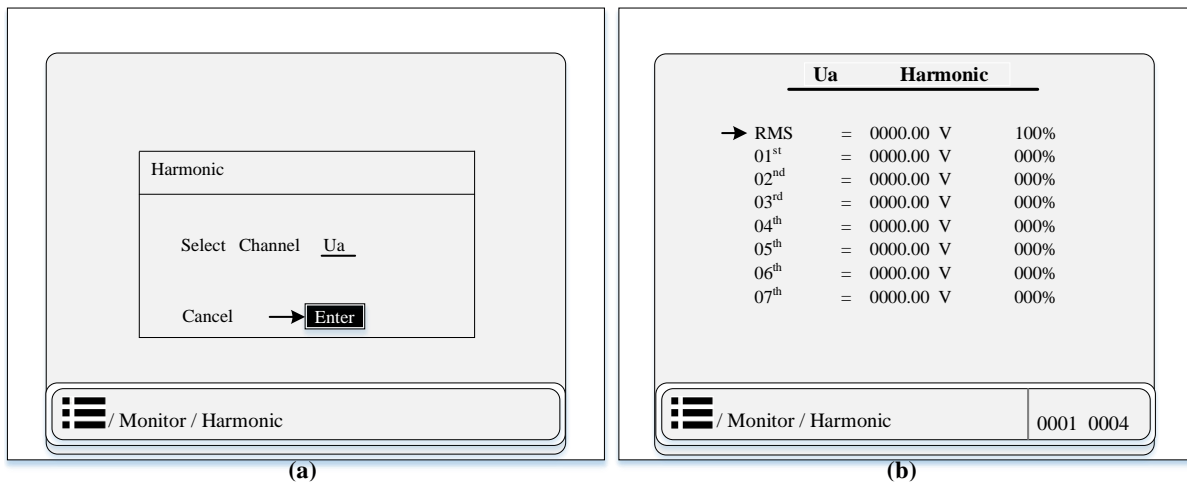 Harmonic
Select Channel Ua
Cancel Enter
/ Monitor / Harmonic
(a)
Ua Harmonic
RMS = 0000.00 V 100%
01st = 0000.00 V 000%
02nd = 0000.00 V 000%
03rd = 0000.00 V 000%
04th = 0000.00 V 000%
05th = 0000.00 V 000%
06th = 0000.00 V 000%
07th = 0000.00 V 000%
/ Monitor / Harmonic 0001 0004
(b)